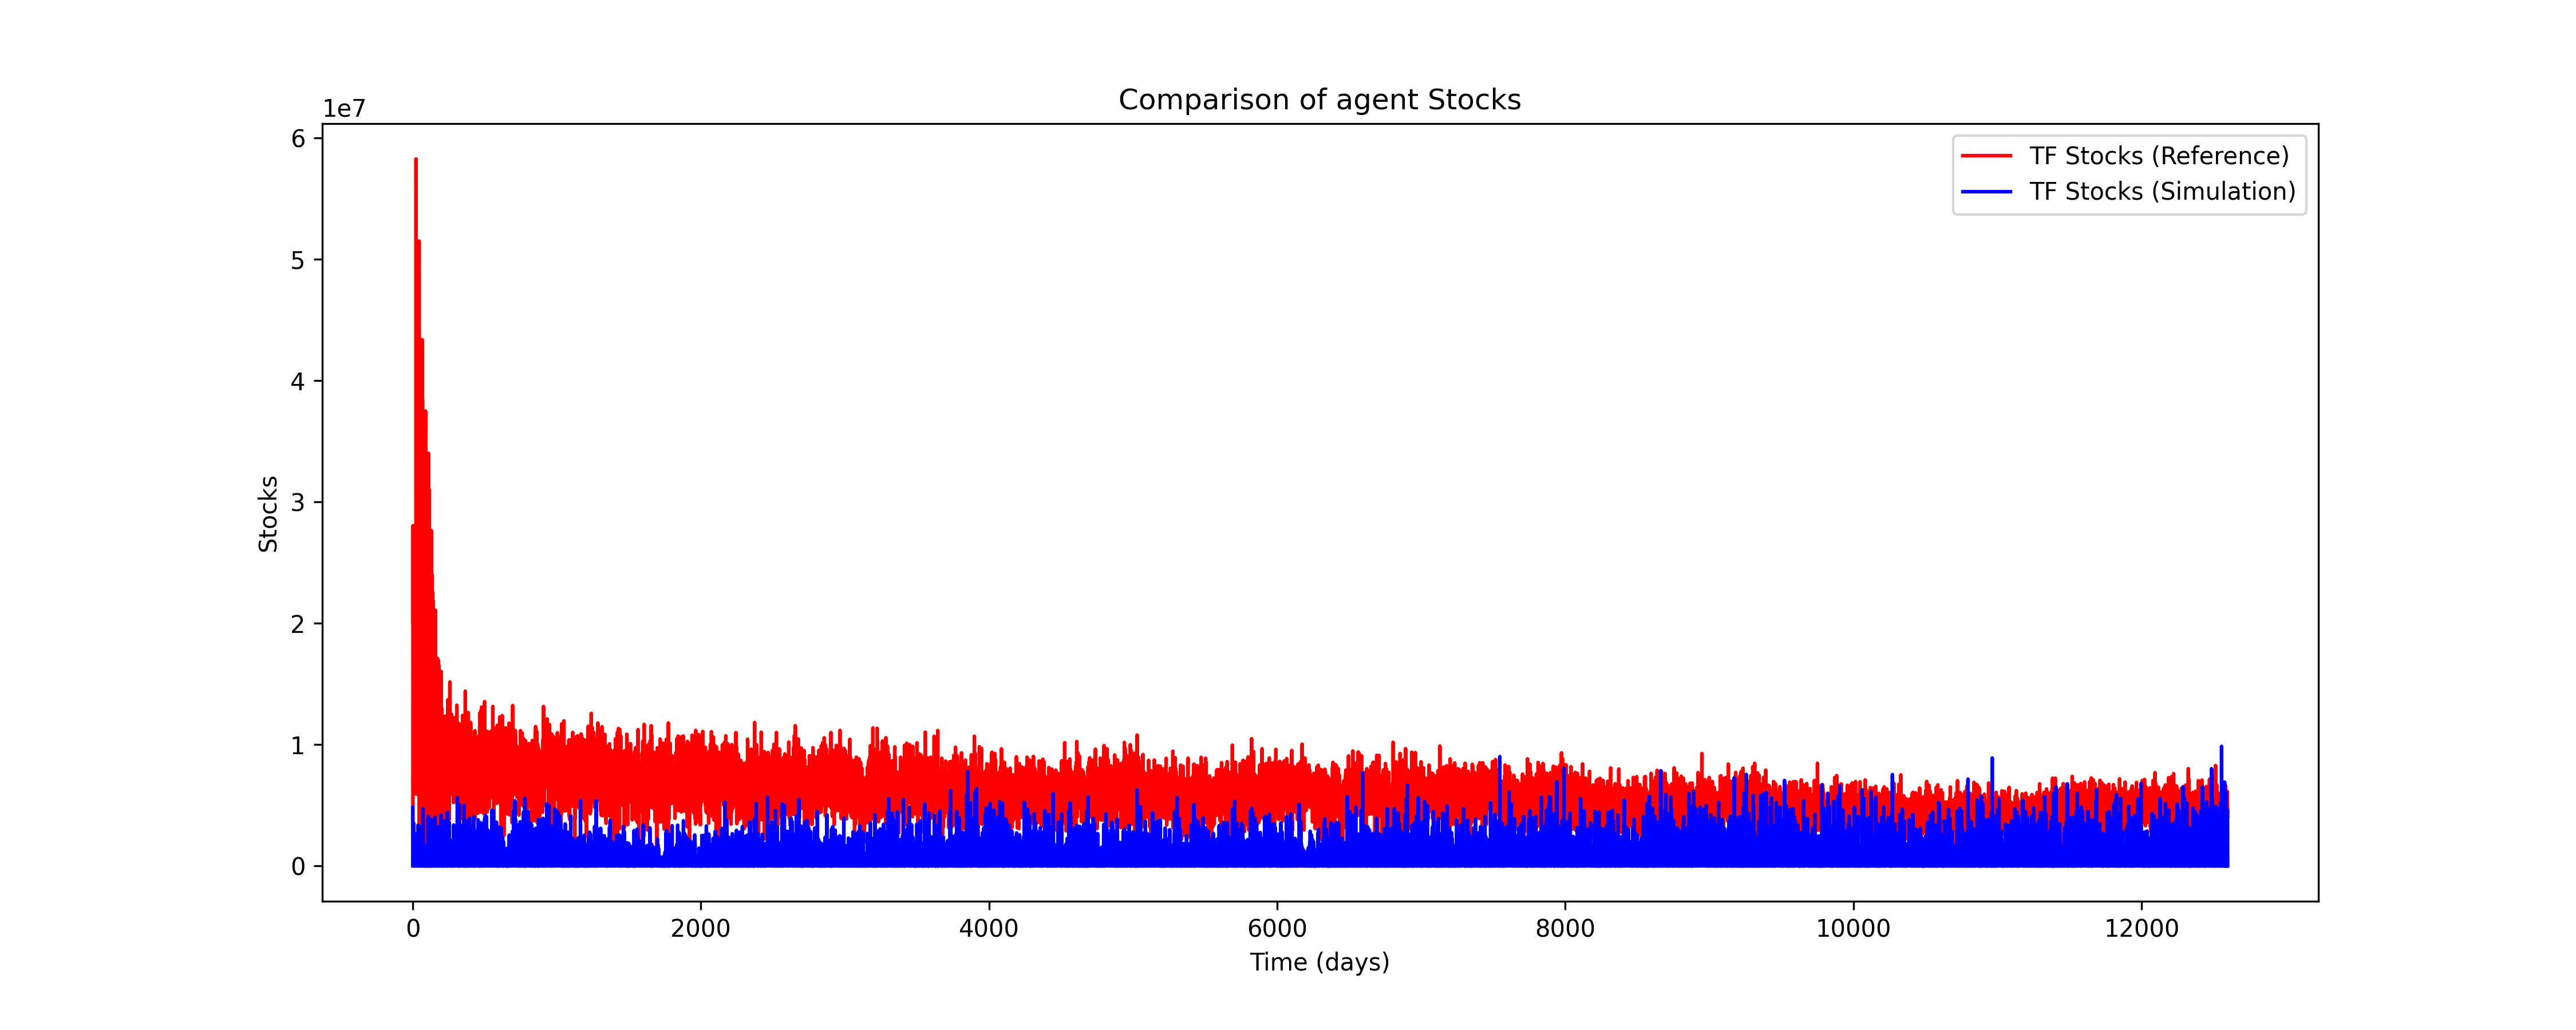 Comparison of agent Stocks
1e7
TF Stocks (Reference)
TF Stocks (Simulation)
6
5
4
3
2
1
0
Stocks
0 2000 4000 6000 8000 10000 12000
Time (days)